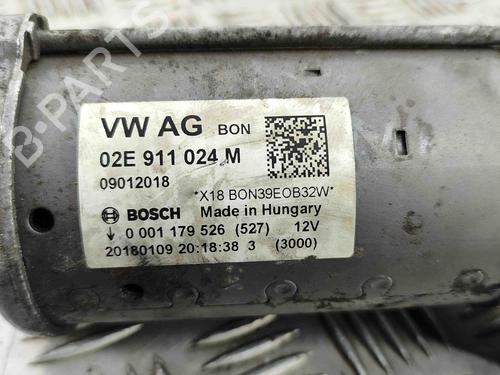 VW AG BON
02E 911 024 M
09012018
*X18 BON39EOB32W*
BOSCH Made in Hungary
0 001 179 526 (527) 12V
20180109 20:18:38 3 (3000)